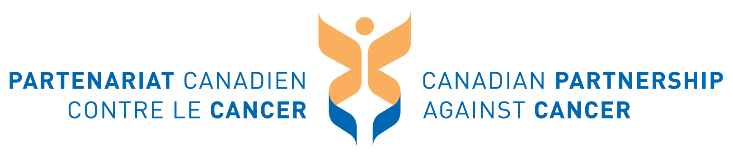 PARTENARIAT CANADIEN
CONTRE LE CANCER
CANADIAN PARTNERSHIP
AGAINST CANCER